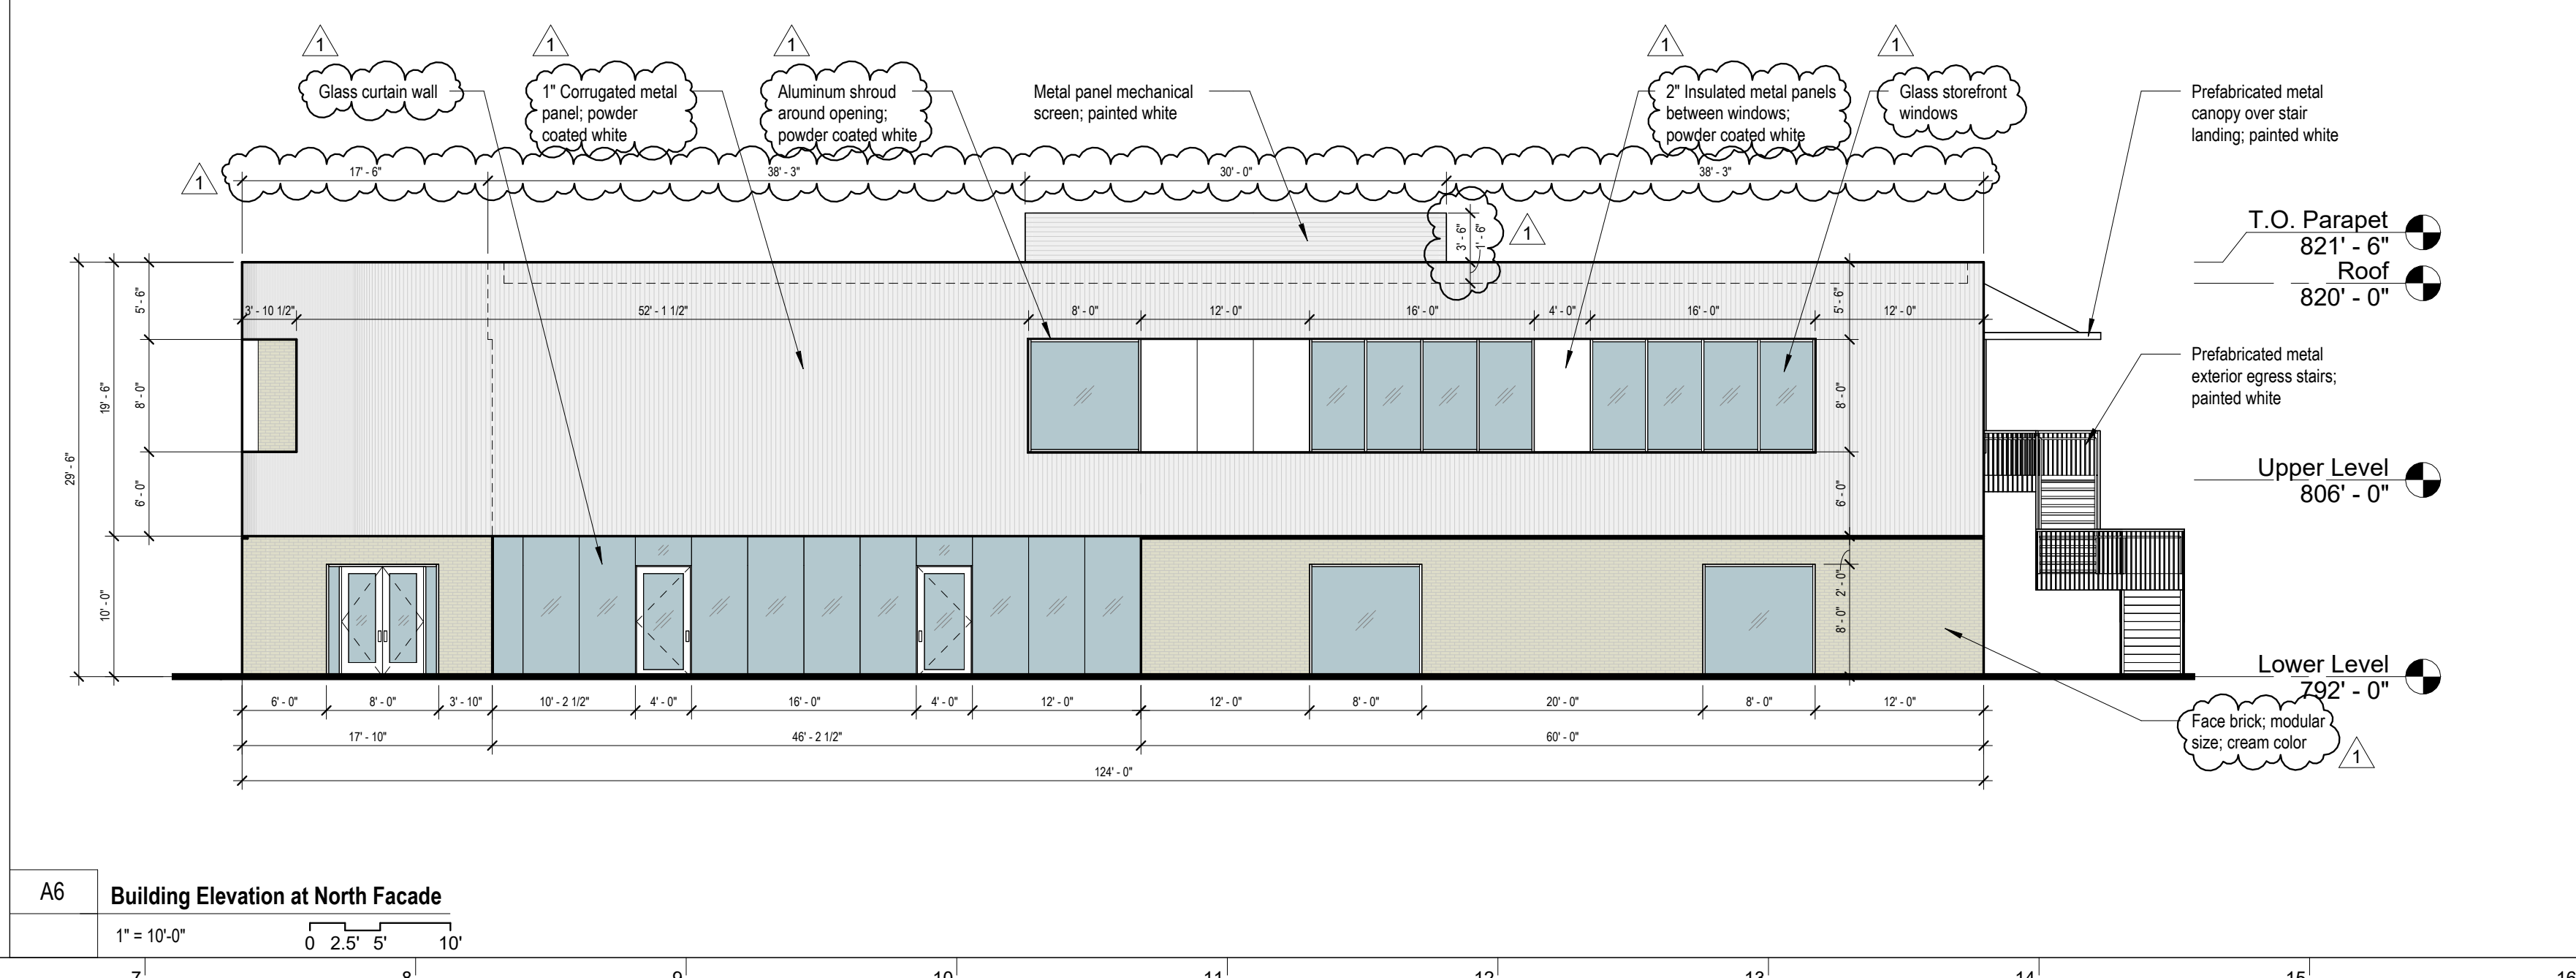 1
1
1
1
1
Glass curtain wall
1" Corrugated metal
panel; powder
coated white
Aluminum shroud
around opening;
powder coated white
Metal panel mechanical
screen; painted white
2" Insulated metal panels
between windows;
powder coated white
Glass storefront
windows
Prefabricated metal
canopy over stair
landing; painted white
1
17' - 6"
38' - 3"
30' - 0"
38' - 3"
3' - 6"
1' - 6"
1
T.O. Parapet
821' - 6"
Roof
820' - 0"
5' - 6"
3' - 10 1/2"
52' - 1 1/2"
8' - 0"
12' - 0"
16' - 0"
4' - 0"
16' - 0"
5' - 6"
12' - 0"
Prefabricated metal
exterior egress stairs;
painted white
29' - 6"
19' - 6"
8' - 0"
8' - 0"
6' - 0"
6' - 0"
Upper Level
806' - 0"
10' - 0"
2' - 0"
8' - 0"
Lower Level
792' - 0"
6' - 0"
8' - 0"
3' - 10"
10' - 2 1/2"
4' - 0"
16' - 0"
4' - 0"
12' - 0"
12' - 0"
8' - 0"
20' - 0"
8' - 0"
12' - 0"
17' - 10"
46' - 2 1/2"
60' - 0"
124' - 0"
Face brick; modular
size; cream color
1
A6
Building Elevation at North Facade
1" = 10'-0"
0 2.5' 5' 10'
7 8 9 10 11 12 13 14 15 16